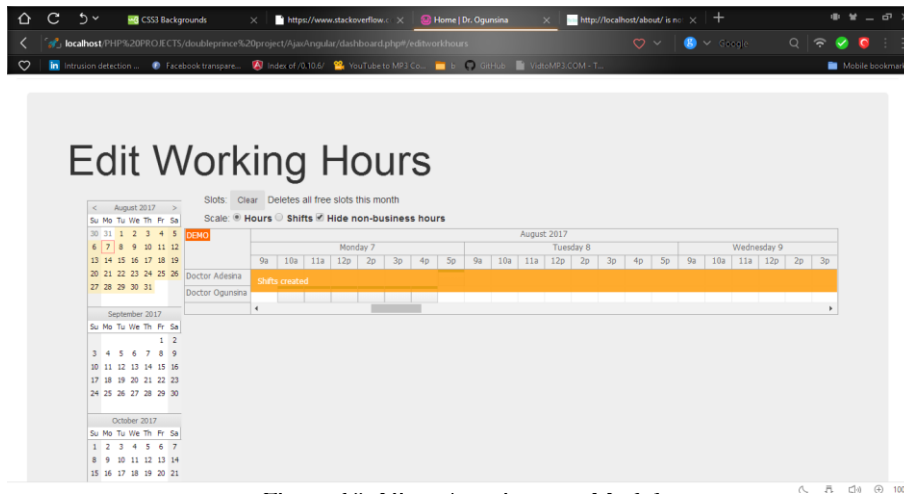 CSS3 Backgrounds
https://www.stackoverflow.c
Home | Dr. Ogunsina
http://localhost/about/ is no
localhost/PHP%20PROJECTS/doubleprince%20project/AjaxAngular/dashboard.php#/editworkhours
Google
Intrusion detection ...
Facebook transpare...
Index of /0.10.6/
YouTube to MP3 Co...
b
GitHub
VidtoMP3.COM - T...
Mobile bookmark
Edit Working Hours
Slots: Clear Deletes all free slots this month
Scale: Hours Shifts Hide non-business hours
< August 2017 >
Su Mo Tu We Th Fr Sa
30 31 1 2 3 4 5
6 7 8 9 10 11 12
13 14 15 16 17 18 19
20 21 22 23 24 25 26
27 28 29 30 31
September 2017
Su Mo Tu We Th Fr Sa
1 2
3 4 5 6 7 8 9
10 11 12 13 14 15 16
17 18 19 20 21 22 23
24 25 26 27 28 29 30
October 2017
Su Mo Tu We Th Fr Sa
1 2 3 4 5 6 7
8 9 10 11 12 13 14
15 16 17 18 19 20 21
DEMO
August 2017
Monday 7 Tuesday 8 Wednesday 9
9a 10a 11a 12p 2p 3p 4p 5p 9a 10a 11a 12p 2p 3p 4p 5p 9a 10a 11a 12p 2p 3p
Doctor Adesina
Shifts created
Doctor Ogunsina
100